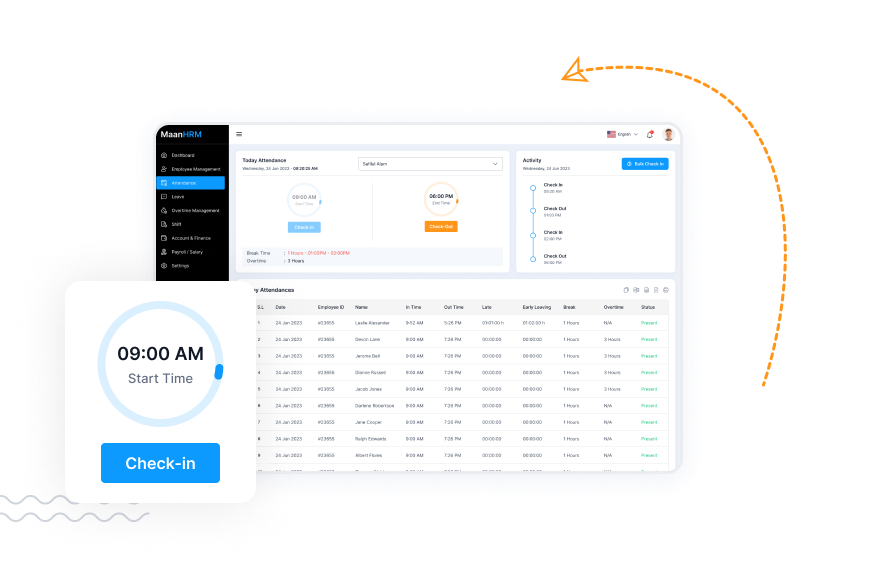 MaanHRM
English
Dashboard
Employee Management
Attendance
Leave
Overtime Management
Shift
Account & Finance
Payroll / Salary
Settings
Today Attendance
Wednesday, 24 Jan 2023 - 09:20:25 AM
Safiful Alam
09:00 AM
Start Time
Check-in
06:00 PM
End Time
Check-Out
Break Time : 1 Hours - 01:00PM - 02:00PM
Overtime : 3 Hours
Activity
Wednesday, 24 Jan 2023
Bulk Check In
Check In
Check Out
01:00 PM
Check In
02:00 PM
Check Out
Attendances
S.L Date Employee ID Name In Time Out Time Late Early Leaving Break Overtime Status
1 24 Jan 2023 #23655 Leslie Alexander 9:52 AM 5:26 PM 01:01:00 h 01:02:00 h 1 Hours N/A Present
2 24 Jan 2023 #23655 Devon Lane 9:00 AM 7:26 PM 00:00:00 00:00:00 1 Hours 3 Hours Present
3 24 Jan 2023 #23655 Jerome Bell 9:00 AM 7:26 PM 00:00:00 00:00:00 1 Hours 3 Hours Present
4 24 Jan 2023 #23655 Dianne Russell 9:00 AM 7:26 PM 00:00:00 00:00:00 1 Hours 3 Hours Present
5 24 Jan 2023 #23655 Jacob Jones 9:00 AM 7:26 PM 00:00:00 00:00:00 1 Hours 3 Hours Present
6 24 Jan 2023 #23655 Darlene Robertson 9:00 AM 7:26 PM 00:00:00 00:00:00 1 Hours N/A Present
7 24 Jan 2023 #23655 Jane Cooper 9:00 AM 7:26 PM 00:00:00 00:00:00 1 Hours N/A Present
8 24 Jan 2023 #23655 Ralph Edwards 9:00 AM 7:26 PM 00:00:00 00:00:00 1 Hours N/A Present
9 24 Jan 2023 #23655 Albert Flores 9:00 AM 7:26 PM 00:00:00 00:00:00 1 Hours N/A Present
09:00 AM
Start Time
Check-in